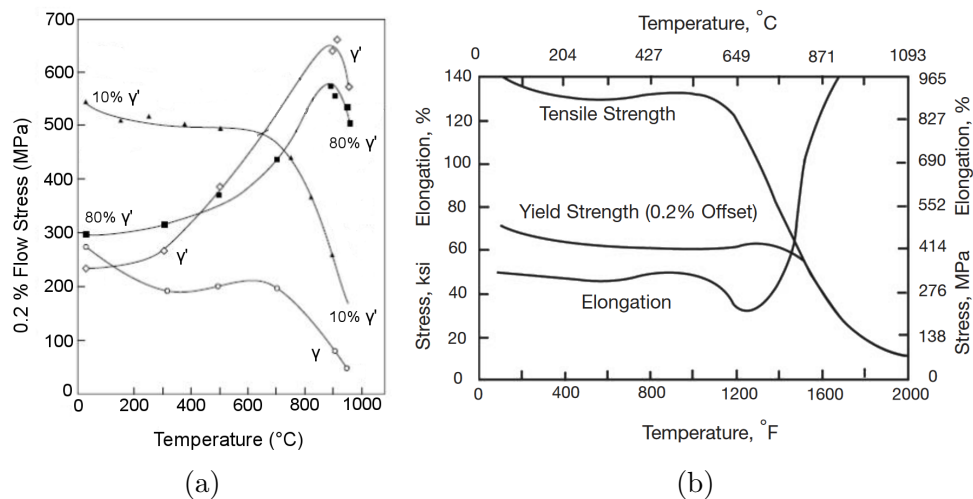 700
600
500
400
300
200
100
0
0.2 % Flow Stress (MPa)
10% γ'
80% γ'
γ'
γ'
80% γ'
10% γ'
γ
0 200 400 600 800 1000
Temperature (°C)
(a)
Temperature, °C
0 204 427 649 871 1093
140
120
100
80
60
40
20
0
Stress, ksi Elongation, %
Tensile Strength
Yield Strength (0.2% Offset)
Elongation
965
827
690
552
414
276
138
0
Stress, MPa Elongation, %
0 400 800 1200 1600 2000
Temperature, °F
(b)